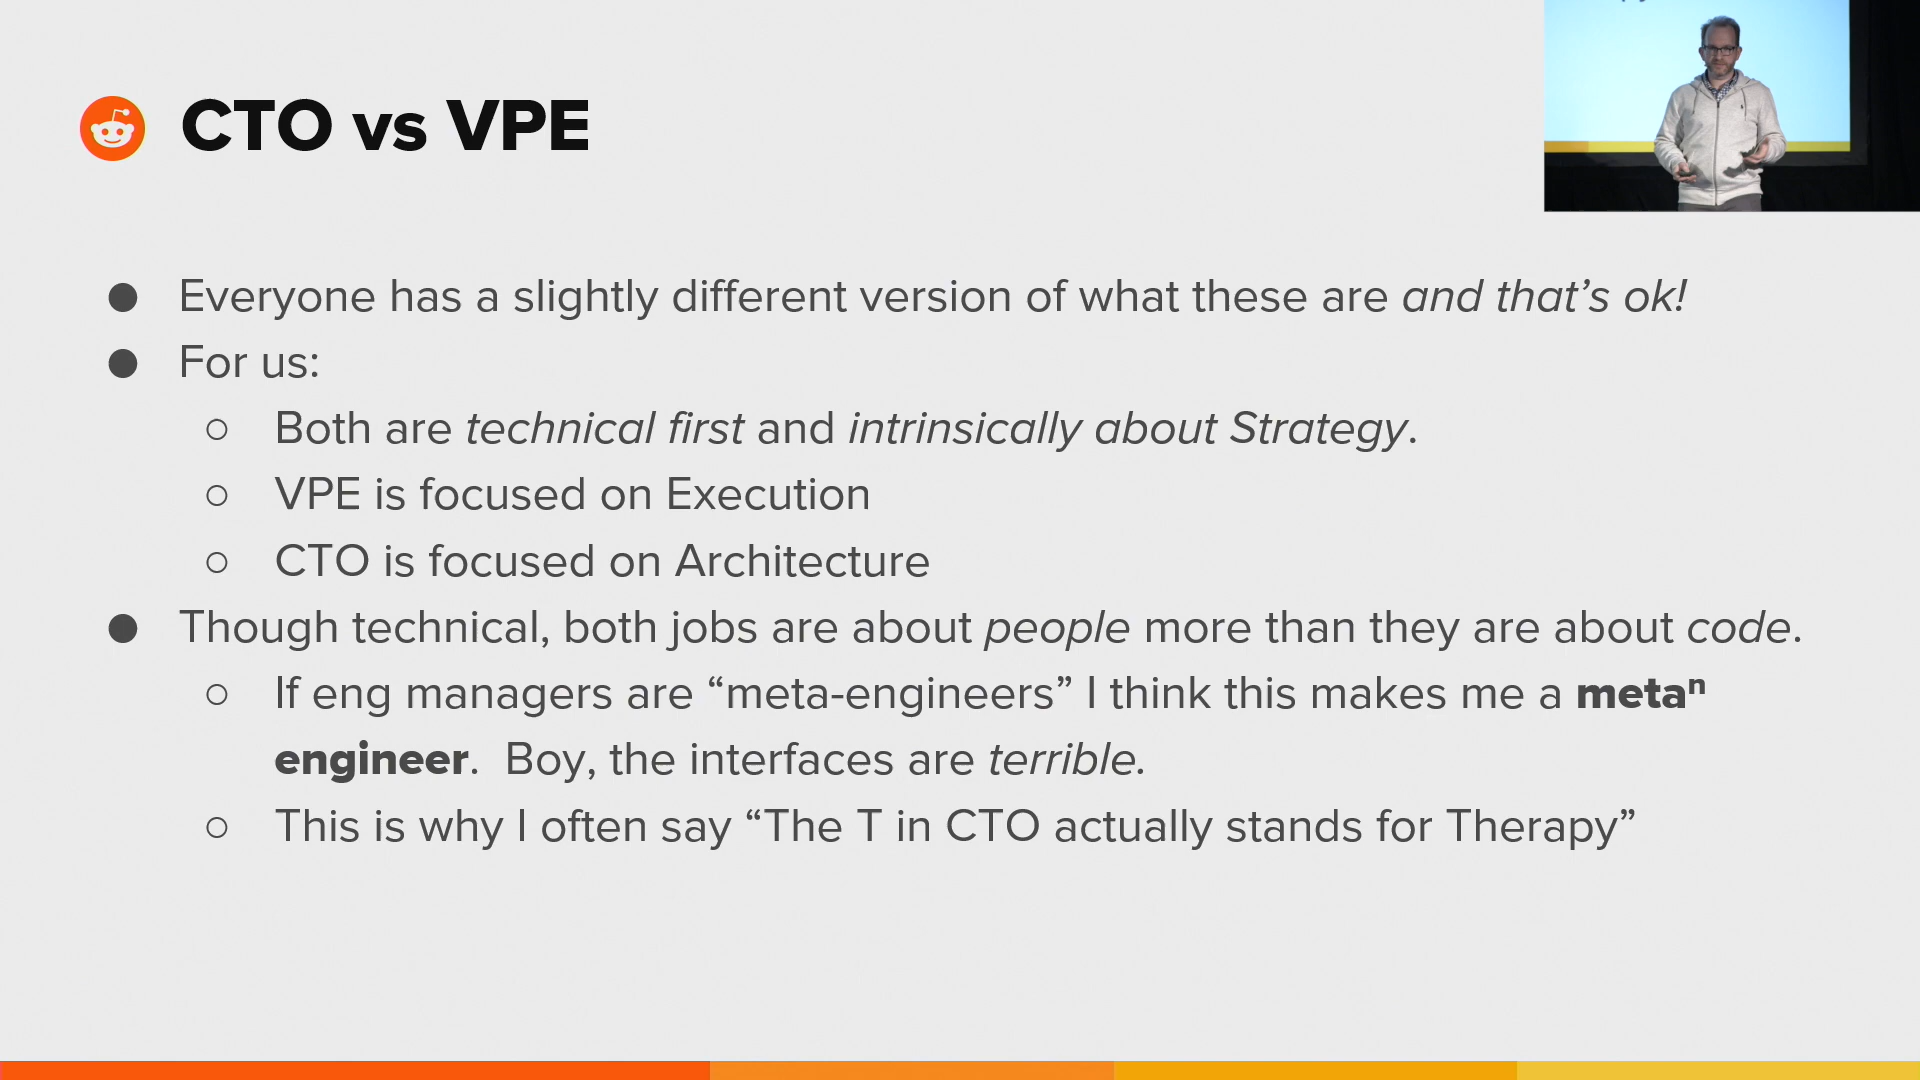 CTO vs VPE
● Everyone has a slightly different version of what these are and that’s ok!
● For us:
○ Both are technical first and intrinsically about Strategy.
○ VPE is focused on Execution
○ CTO is focused on Architecture
● Though technical, both jobs are about people more than they are about code.
○ If eng managers are “meta-engineers” I think this makes me a metaⁿ
engineer. Boy, the interfaces are terrible.
○ This is why I often say “The T in CTO actually stands for Therapy”